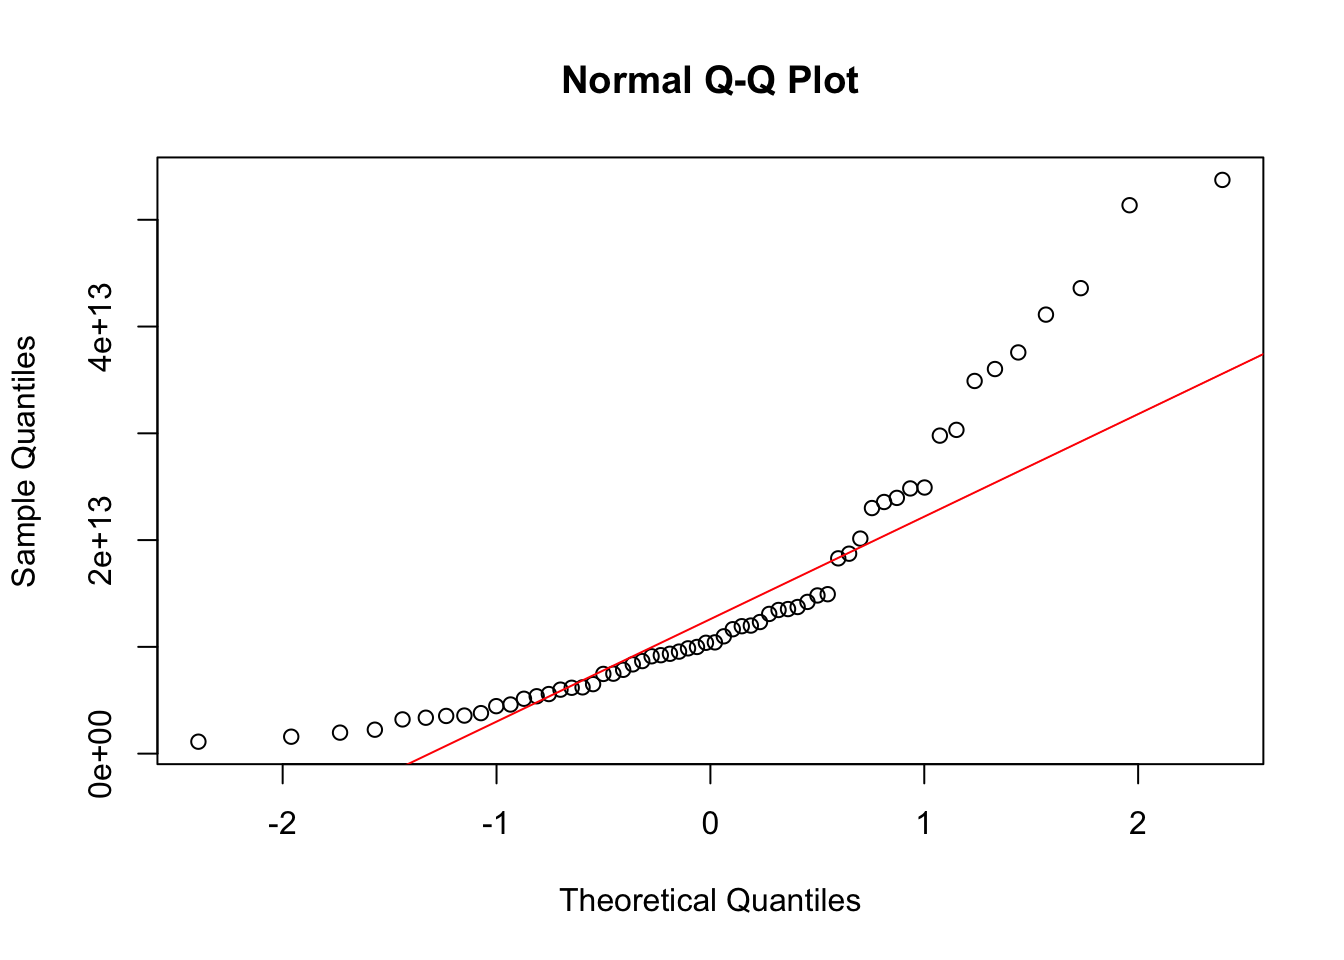 Normal Q-Q Plot
Sample Quantiles
4e+13
2e+13
0e+00
-2 -1 0 1 2
Theoretical Quantiles